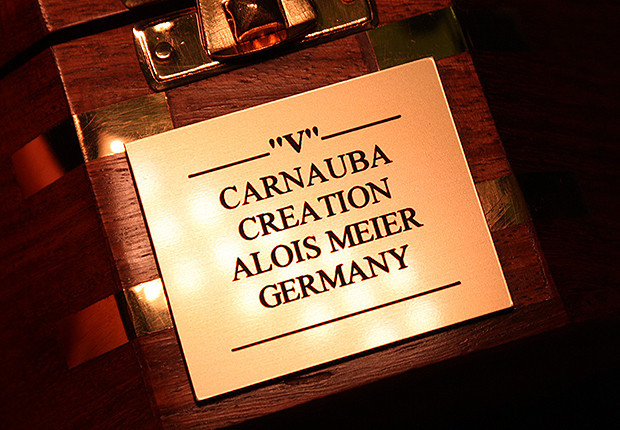 "V"
CARNAUBA
CREATION
ALOIS MEIER
GERMANY